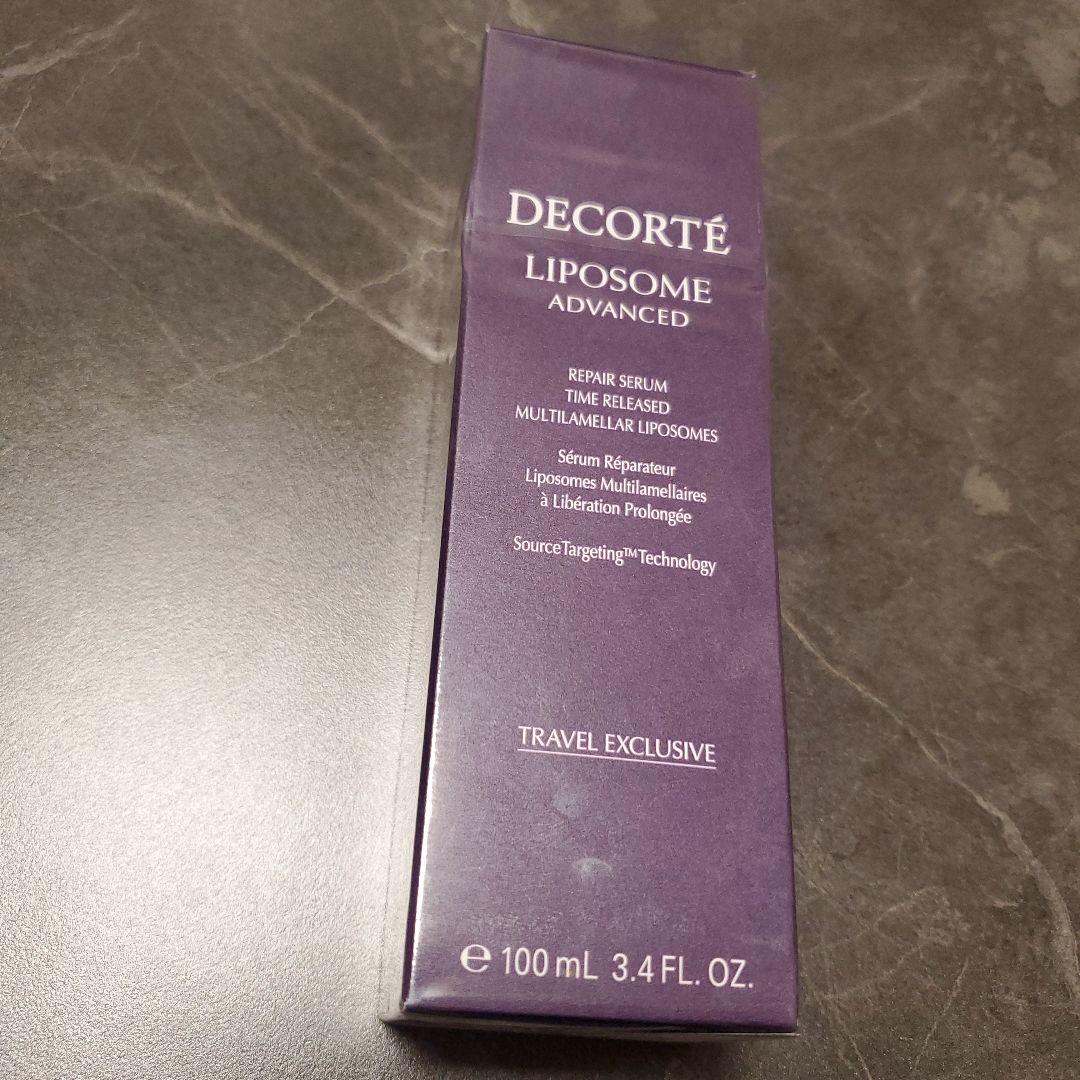 DECORTÉ
LIPOSOME
ADVANCED
REPAIR SERUM
TIME RELEASED
MULTILAMELLAR LIPOSOMES
Sérum Réparateur
Liposomes Multilamellaires
à Libération Prolongée
SourceTargeting™Technology
TRAVEL EXCLUSIVE
℮ 100 mL 3.4 FL. OZ.